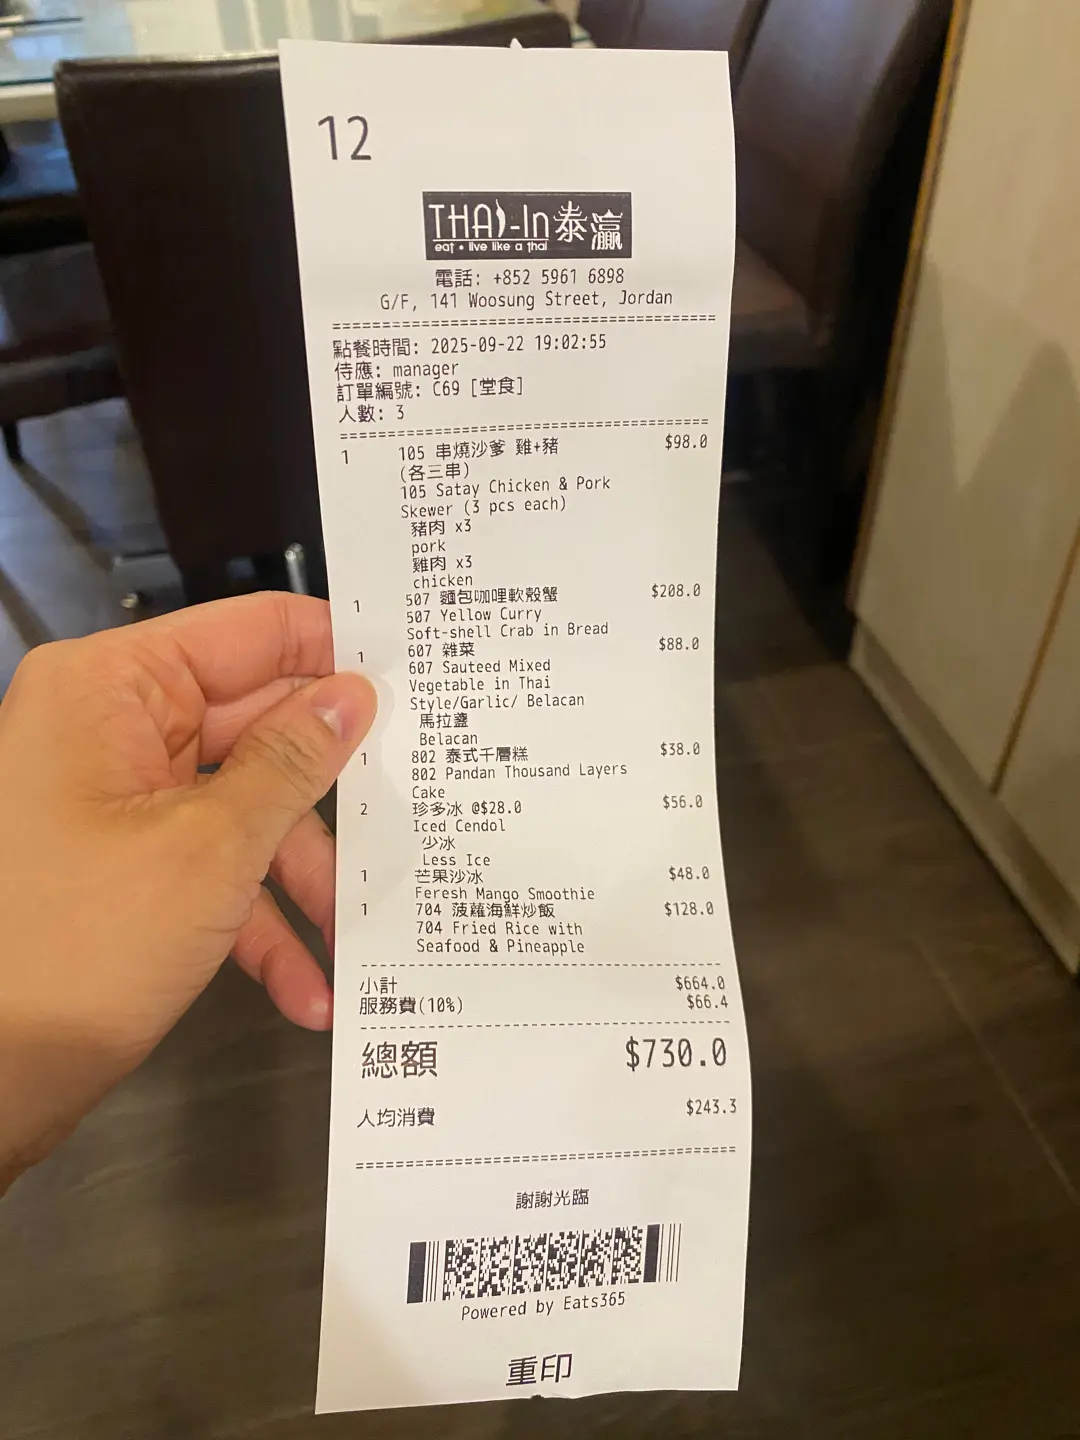 12
THAI-In泰瀛
eat • live like a thai
電話: +852 5961 6898
G/F, 141 Woosung Street, Jordan
========================================
點餐時間: 2025-09-22 19:02:55
侍應: manager
訂單編號: C69 [堂食]
人數: 3
========================================
1 105 串燒沙爹 雞+豬 $98.0
(各三串)
105 Satay Chicken & Pork
Skewer (3 pcs each)
豬肉 x3
pork
雞肉 x3
chicken
1 507 麵包咖哩軟殼蟹 $208.0
507 Yellow Curry
Soft-shell Crab in Bread
1 607 雜菜 $88.0
607 Sauteed Mixed
Vegetable in Thai
Style/Garlic/ Belacan
馬拉盞
Belacan
1 802 泰式千層糕 $38.0
802 Pandan Thousand Layers
Cake
2 珍多冰 @$28.0 $56.0
Iced Cendol
少冰
Less Ice
1 芒果沙冰 $48.0
Feresh Mango Smoothie
1 704 菠蘿海鮮炒飯 $128.0
704 Fried Rice with
Seafood & Pineapple
----------------------------------------
小計 $664.0
服務費(10%) $66.4
----------------------------------------
總額 $730.0
人均消費 $243.3
========================================
謝謝光臨
Powered by Eats365
重印